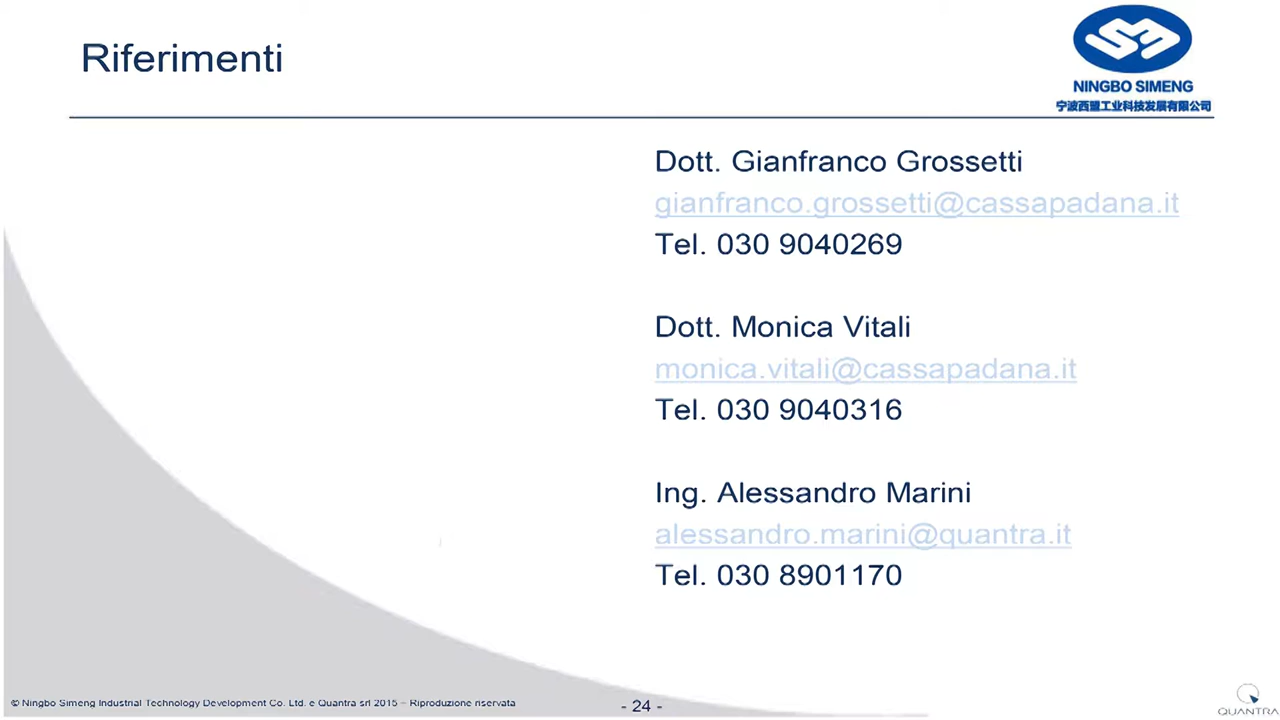 Riferimenti
NINGBO SIMENG
宁波西盟工业科技发展有限公司
Dott. Gianfranco Grossetti
gianfranco.grossetti@cassapadana.it
Tel. 030 9040269
Dott. Monica Vitali
monica.vitali@cassapadana.it
Tel. 030 9040316
Ing. Alessandro Marini
alessandro.marini@quantra.it
Tel. 030 8901170
© Ningbo Simeng Industrial Technology Development Co. Ltd. e Quantra srl 2015 – Riproduzione riservata
- 24 -
QUANTRA